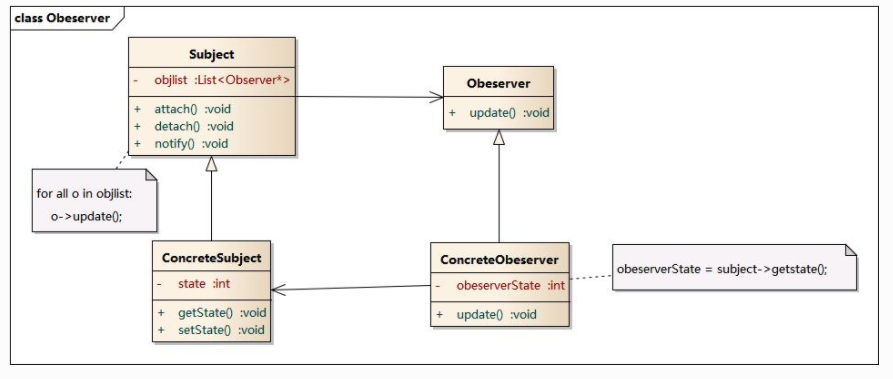 class Obeserver
Subject
- objlist :List<Observer*>
+ attach() :void
+ detach() :void
+ notify() :void
Obeserver
+ update() :void
for all o in objlist:
o->update();
ConcreteSubject
- state :int
+ getState() :void
+ setState() :void
ConcreteObeserver
- obeserverState :int
+ update() :void
obeserverState = subject->getstate();